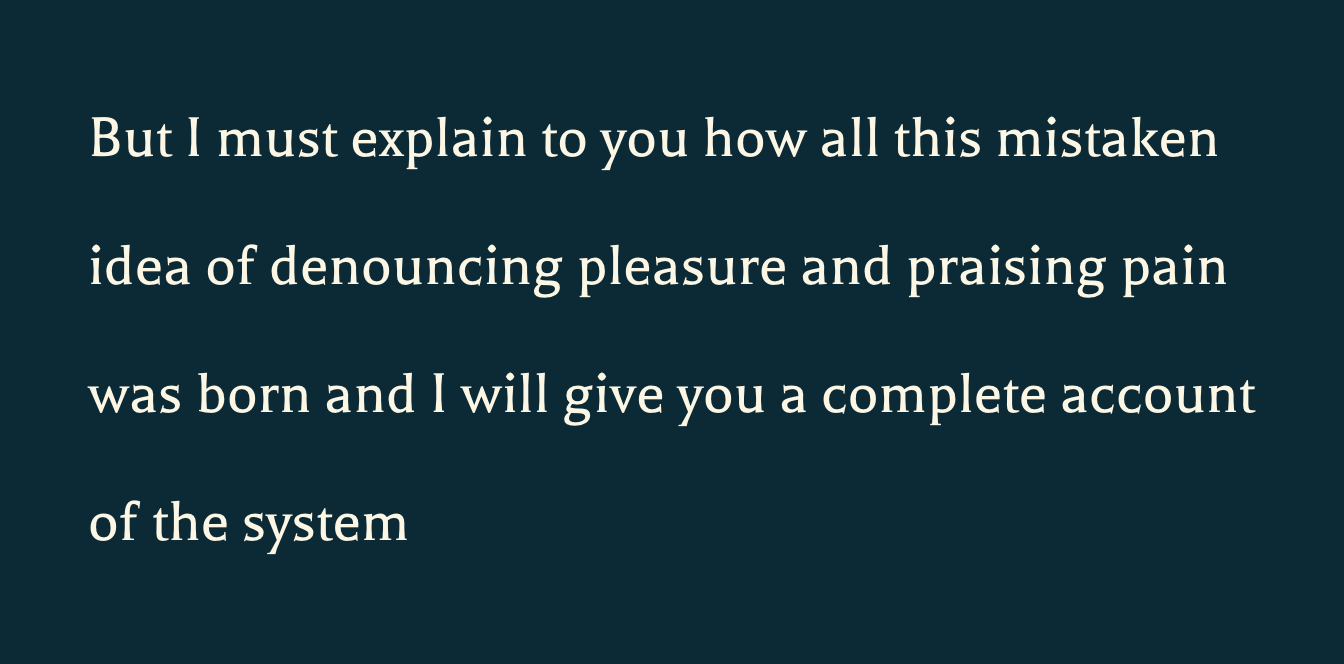 But I must explain to you how all this mistaken
idea of denouncing pleasure and praising pain
was born and I will give you a complete account
of the system